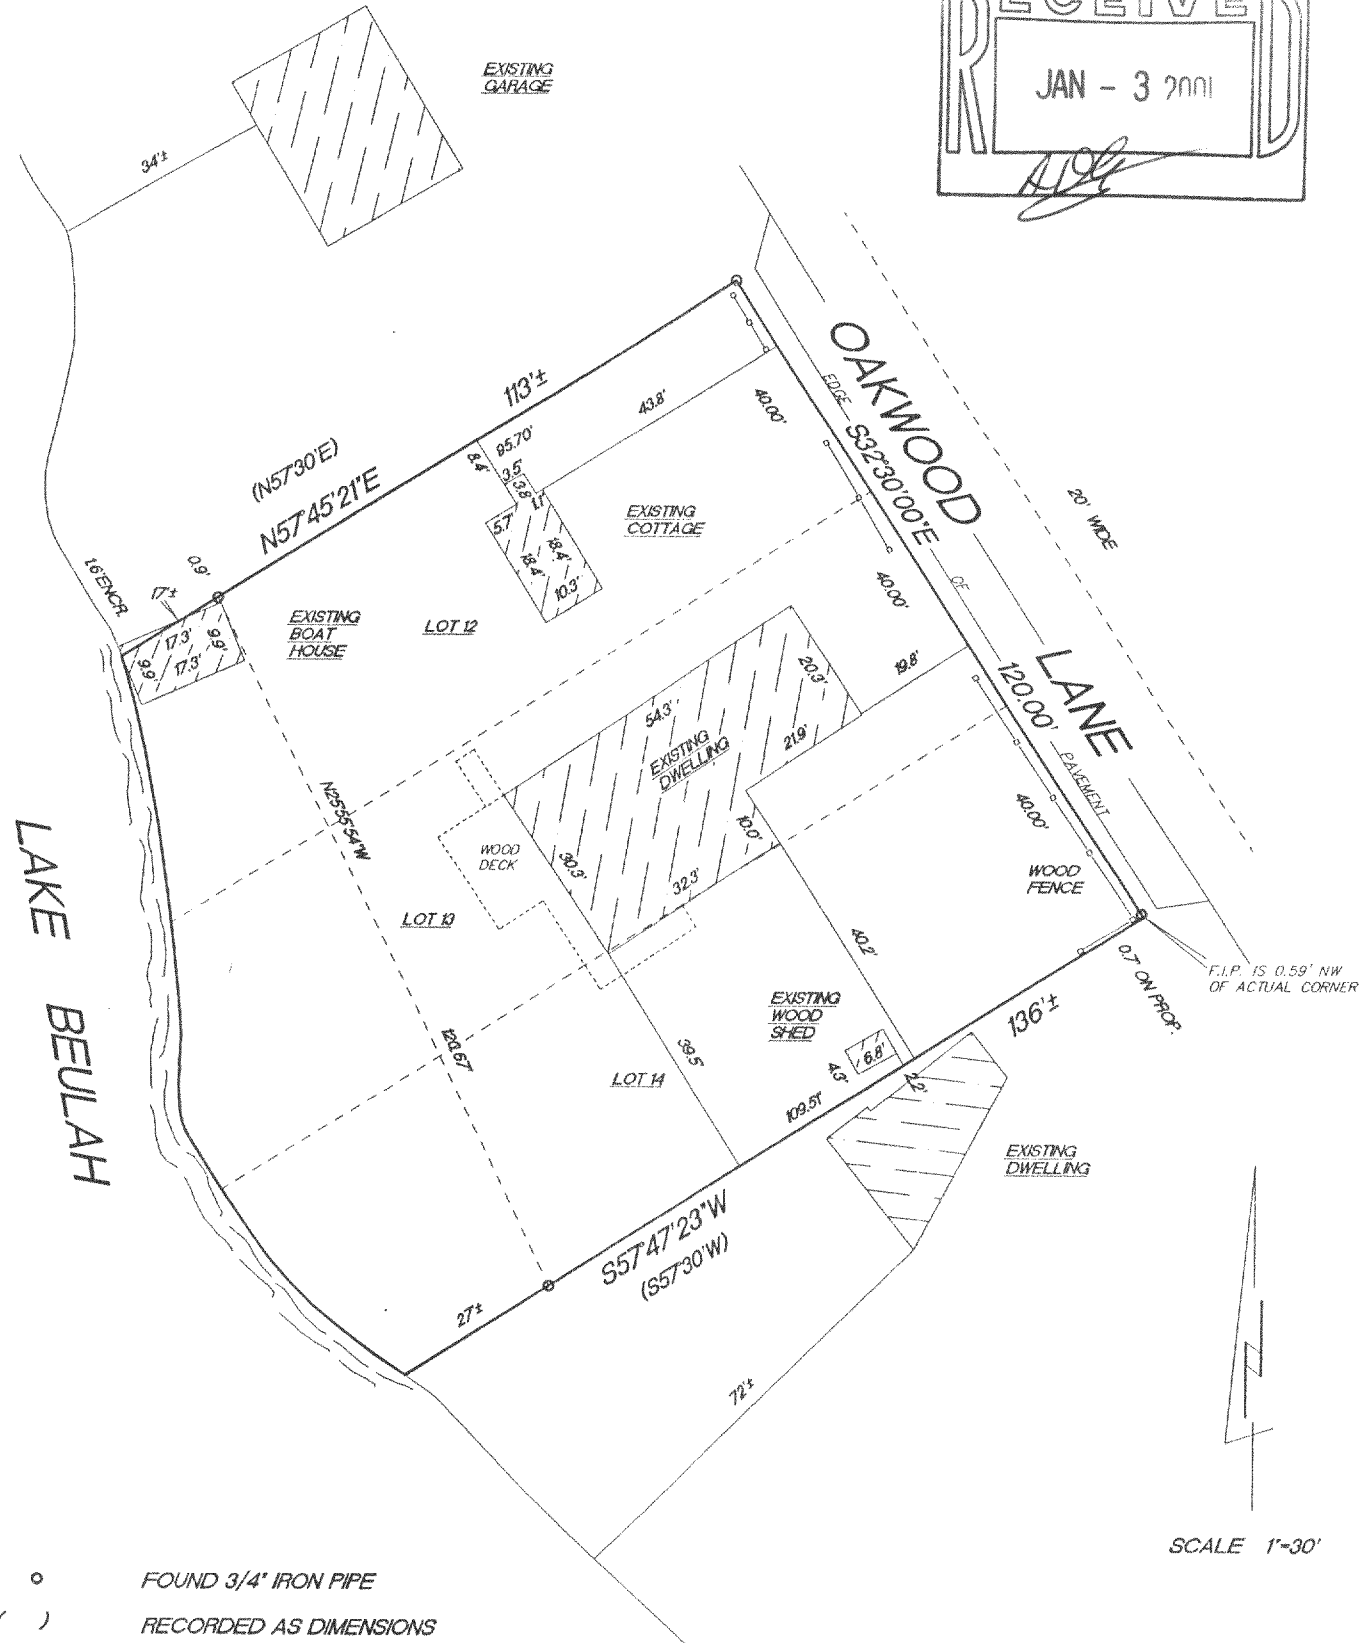 RECEIVED
JAN - 3 2001
EXISTING
GARAGE
34'±
OAKWOOD
LANE
EDGE
OF
PAVEMENT
S32°30'00"E
120.00'
20' WIDE
40.00'
40.00'
40.00'
113'±
95.70'
43.8'
(N57°30'E)
N57°45'21"E
8.4'
3.5'
3.8'
1.1'
5.7'
18.4'
18.4'
10.3'
EXISTING
COTTAGE
1.6' ENCR.
17'±
0.9'
17.3'
9.9'
9.9'
17.3'
EXISTING
BOAT
HOUSE
LOT 12
54.3'
20.3'
19.8'
EXISTING
DWELLING
21.9'
10.0'
30.3'
32.3'
WOOD
DECK
N25°55'54"W
120.67'
LOT 13
WOOD
FENCE
F.I.P. IS 0.59' NW
OF ACTUAL CORNER
0.7' ON PROP.
LAKE BEULAH
40.2'
39.5'
EXISTING
WOOD
SHED
6.8'
4.3'
2.2'
136'±
LOT 14
109.51'
EXISTING
DWELLING
S57°47'23"W
(S57°30'W)
27'±
72'±
SCALE 1"=30'
FOUND 3/4" IRON PIPE
( ) RECORDED AS DIMENSIONS